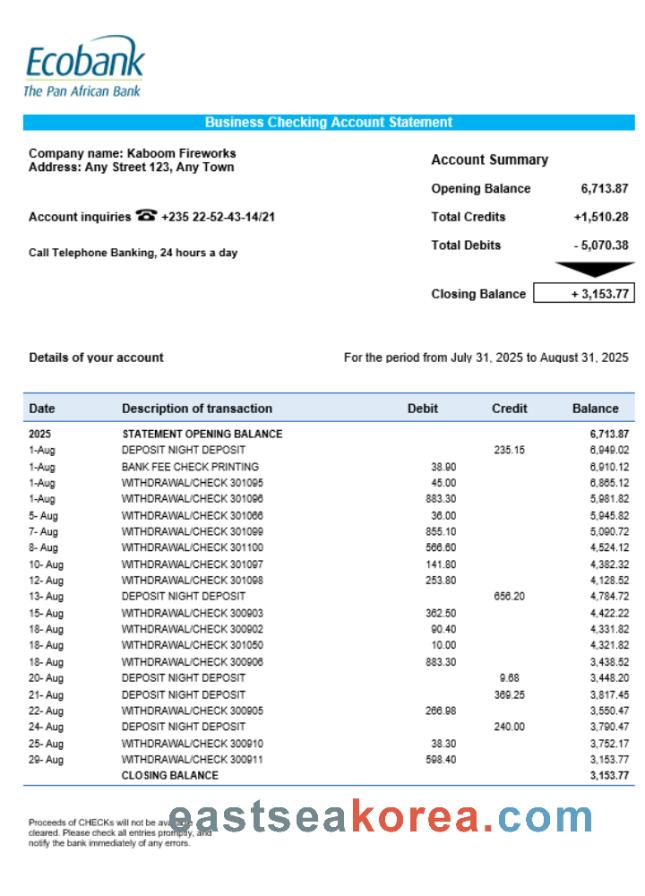 Ecobank
The Pan African Bank
Business Checking Account Statement
Company name: Kaboom Fireworks
Address: Any Street 123, Any Town
Account inquiries ☎ +235 22-52-43-14/21
Call Telephone Banking, 24 hours a day
Account Summary
Opening Balance 6,713.87
Total Credits +1,510.28
Total Debits - 5,070.38
Closing Balance + 3,153.77
Details of your account For the period from July 31, 2025 to August 31, 2025
Date Description of transaction Debit Credit Balance
2025 STATEMENT OPENING BALANCE 6,713.87
1-Aug DEPOSIT NIGHT DEPOSIT 235.15 6,949.02
1-Aug BANK FEE CHECK PRINTING 38.90 6,910.12
1-Aug WITHDRAWAL/CHECK 301095 45.00 6,865.12
1-Aug WITHDRAWAL/CHECK 301096 883.30 5,981.82
5- Aug WITHDRAWAL/CHECK 301066 36.00 5,945.82
7- Aug WITHDRAWAL/CHECK 301099 855.10 5,090.72
8- Aug WITHDRAWAL/CHECK 301100 566.60 4,524.12
10- Aug WITHDRAWAL/CHECK 301097 141.80 4,382.32
12- Aug WITHDRAWAL/CHECK 301098 253.80 4,128.52
13- Aug DEPOSIT NIGHT DEPOSIT 656.20 4,784.72
15- Aug WITHDRAWAL/CHECK 300903 362.50 4,422.22
18- Aug WITHDRAWAL/CHECK 300902 90.40 4,331.82
18- Aug WITHDRAWAL/CHECK 301050 10.00 4,321.82
18- Aug WITHDRAWAL/CHECK 300906 883.30 3,438.52
20- Aug DEPOSIT NIGHT DEPOSIT 9.68 3,448.20
21- Aug DEPOSIT NIGHT DEPOSIT 369.25 3,817.45
22- Aug WITHDRAWAL/CHECK 300905 266.98 3,550.47
24- Aug DEPOSIT NIGHT DEPOSIT 240.00 3,790.47
25- Aug WITHDRAWAL/CHECK 300910 38.30 3,752.17
29- Aug WITHDRAWAL/CHECK 300911 598.40 3,153.77
CLOSING BALANCE 3,153.77
Proceeds of CHECKs will not be available
cleared. Please check all entries promptly, and
notify the bank immediately of any errors.
eastseakorea.com